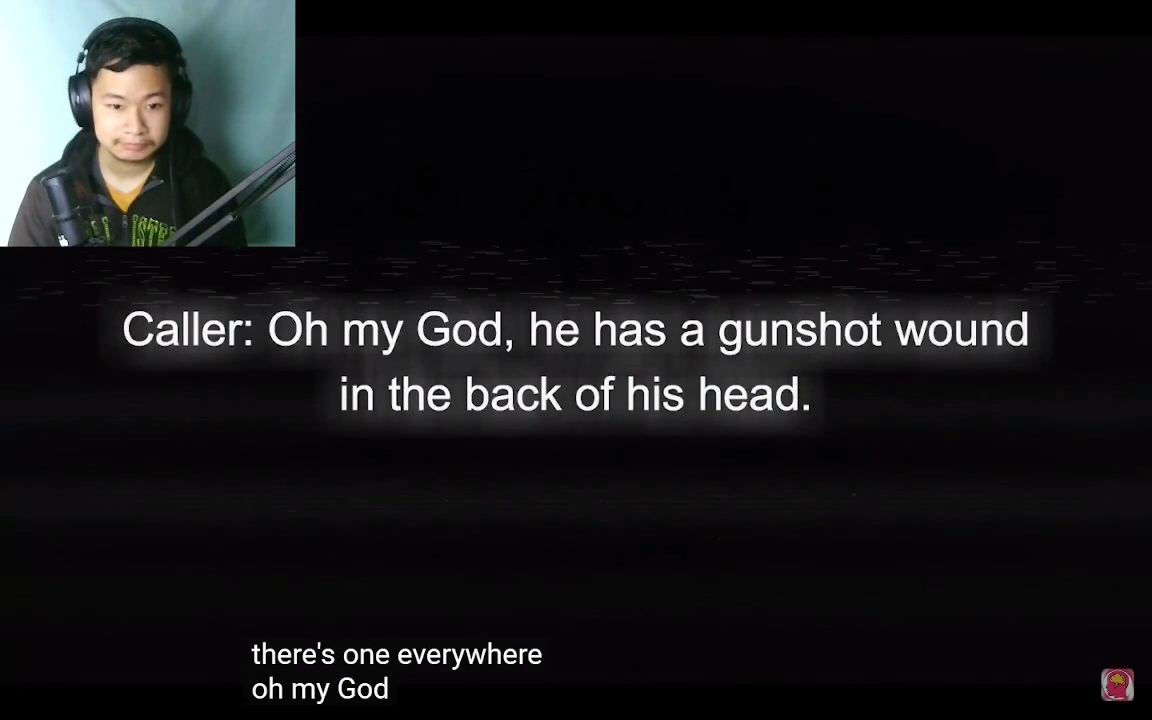 Caller: Oh my God, he has a gunshot wound
in the back of his head.
there's one everywhere
oh my God